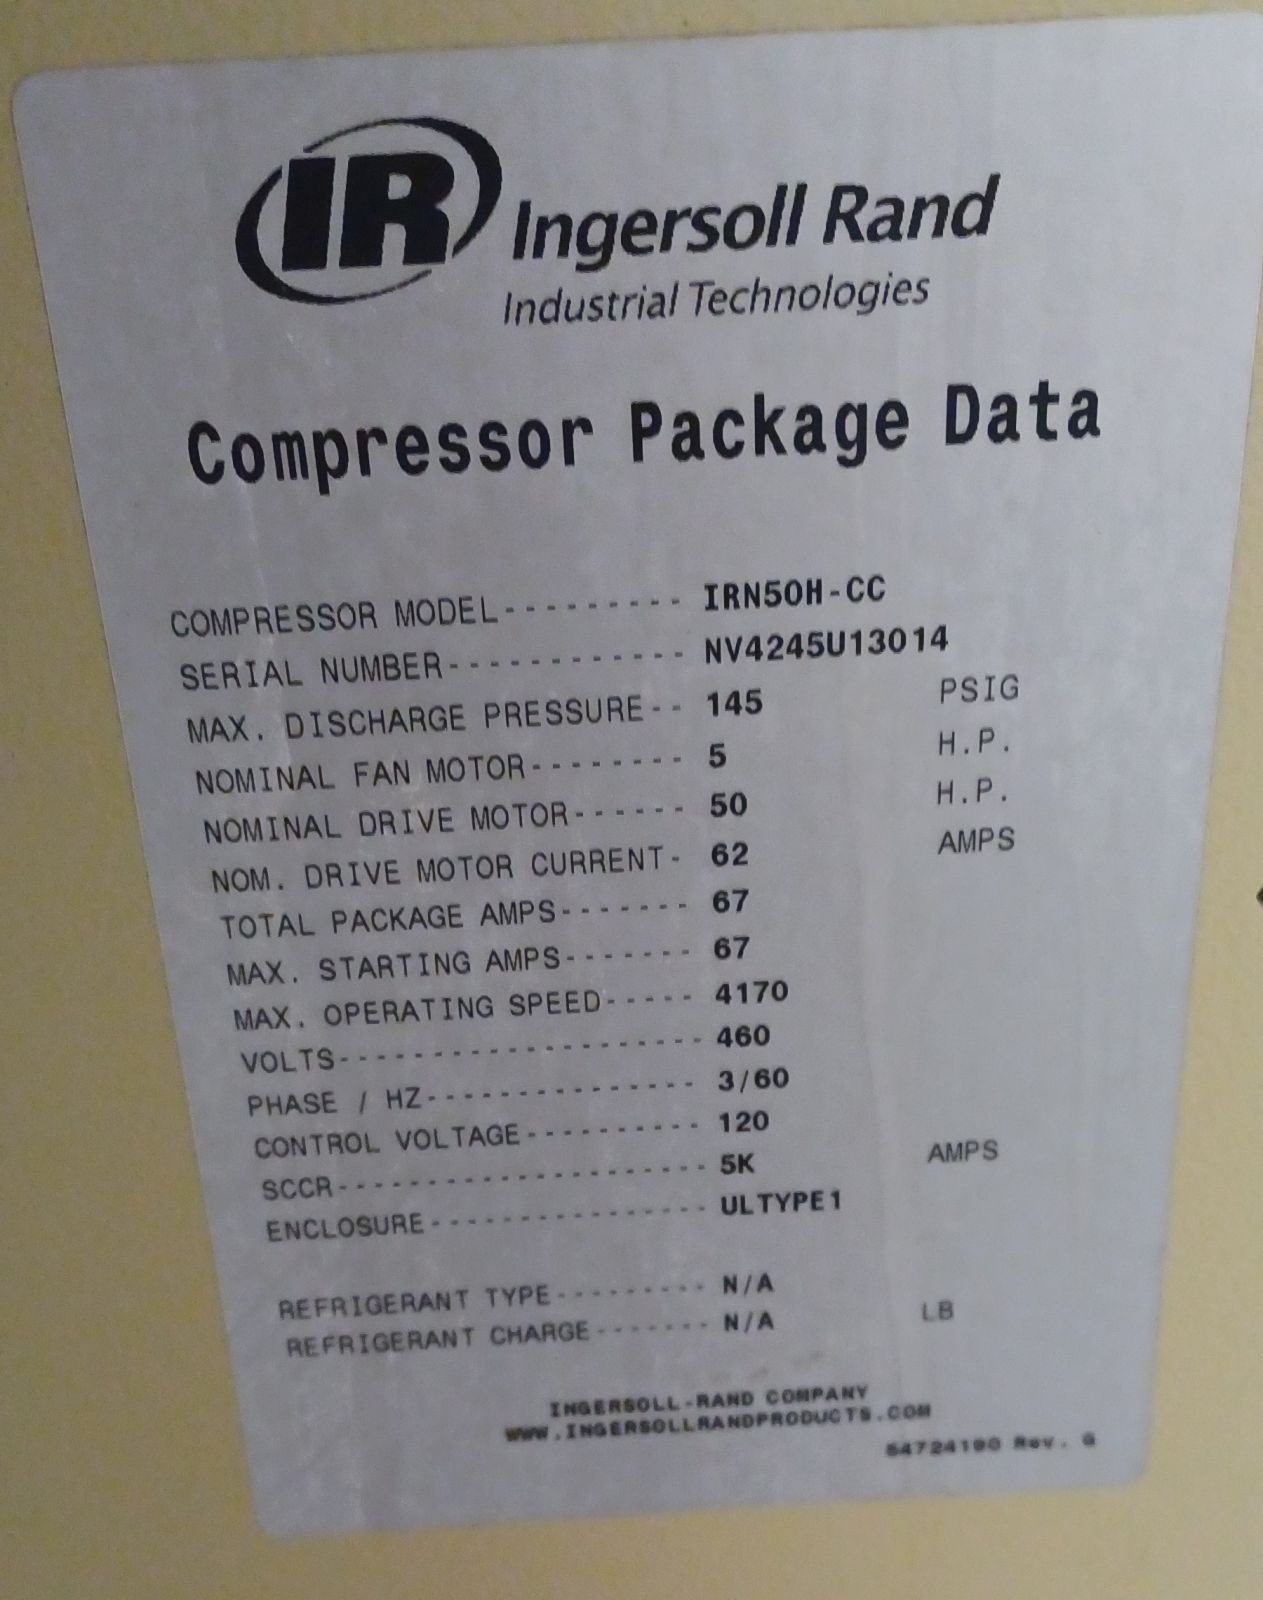 IR Ingersoll Rand
Industrial Technologies
Compressor Package Data
COMPRESSOR MODEL--------- IRN50H-CC
SERIAL NUMBER------------ NV4245U13014
MAX. DISCHARGE PRESSURE-- 145 PSIG
NOMINAL FAN MOTOR-------- 5 H.P.
NOMINAL DRIVE MOTOR------ 50 H.P.
NOM. DRIVE MOTOR CURRENT- 62 AMPS
TOTAL PACKAGE AMPS------- 67
MAX. STARTING AMPS------- 67
MAX. OPERATING SPEED----- 4170
VOLTS-------------------- 460
PHASE / HZ--------------- 3/60
CONTROL VOLTAGE---------- 120
SCCR--------------------- 5K AMPS
ENCLOSURE---------------- UL TYPE 1
REFRIGERANT TYPE--------- N/A
REFRIGERANT CHARGE------- N/A LB
INGERSOLL-RAND COMPANY
WWW.INGERSOLLRANDPRODUCTS.COM
54724190 Rev. G